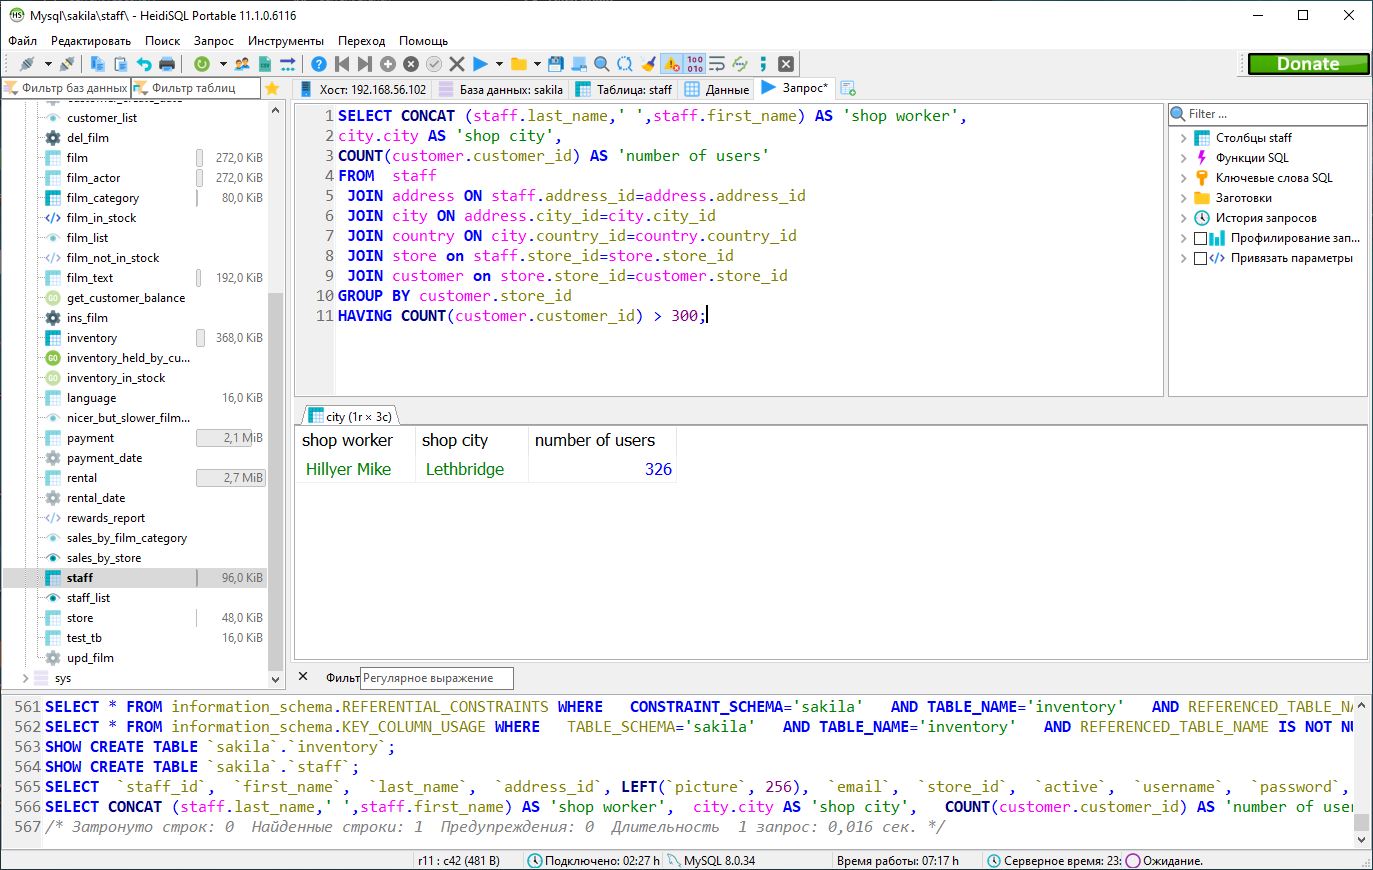 Mysql\sakila\staff\ - HeidiSQL Portable 11.1.0.6116
Файл Редактировать Поиск Запрос Инструменты Переход Помощь
Donate
Фильтр баз данных Фильтр таблиц
Хост: 192.168.56.102 База данных: sakila Таблица: staff Данные Запрос*
customer_create_date
customer_list
del_film
film 272,0 KiB
film_actor 272,0 KiB
film_category 80,0 KiB
film_in_stock
film_list
film_not_in_stock
film_text 192,0 KiB
get_customer_balance
ins_film
inventory 368,0 KiB
inventory_held_by_cu...
inventory_in_stock
language 16,0 KiB
nicer_but_slower_film...
payment 2,1 MiB
payment_date
rental 2,7 MiB
rental_date
rewards_report
sales_by_film_category
sales_by_store
staff 96,0 KiB
staff_list
store 48,0 KiB
test_tb 16,0 KiB
upd_film
sys
1 SELECT CONCAT (staff.last_name,' ',staff.first_name) AS 'shop worker',
2 city.city AS 'shop city',
3 COUNT(customer.customer_id) AS 'number of users'
4 FROM  staff
5 JOIN address ON staff.address_id=address.address_id
6 JOIN city ON address.city_id=city.city_id
7 JOIN country ON city.country_id=country.country_id
8 JOIN store on staff.store_id=store.store_id
9 JOIN customer on store.store_id=customer.store_id
10 GROUP BY customer.store_id
11 HAVING COUNT(customer.customer_id) > 300;
Filter ...
Столбцы staff
Функции SQL
Ключевые слова SQL
Заготовки
История запросов
Профилирование зап...
Привязать параметры
city (1r × 3c)
shop worker shop city number of users
Hillyer Mike Lethbridge 326
Фильт Регулярное выражение
561 SELECT * FROM information_schema.REFERENTIAL_CONSTRAINTS WHERE   CONSTRAINT_SCHEMA='sakila'   AND TABLE_NAME='inventory'   AND REFERENCED_TABLE_NA
562 SELECT * FROM information_schema.KEY_COLUMN_USAGE WHERE   TABLE_SCHEMA='sakila'   AND TABLE_NAME='inventory'   AND REFERENCED_TABLE_NAME IS NOT NU
563 SHOW CREATE TABLE `sakila`.`inventory`;
564 SHOW CREATE TABLE `sakila`.`staff`;
565 SELECT  `staff_id`,  `first_name`,  `last_name`,  `address_id`, LEFT(`picture`, 256),  `email`,  `store_id`,  `active`,  `username`,  `password`,
566 SELECT CONCAT (staff.last_name,' ',staff.first_name) AS 'shop worker',  city.city AS 'shop city',   COUNT(customer.customer_id) AS 'number of user
567 /* Затронуто строк: 0  Найденные строки: 1  Предупреждения: 0  Длительность  1 запрос: 0,016 сек. */
r11 : c42 (481 B) Подключено: 02:27 h MySQL 8.0.34 Время работы: 07:17 h Серверное время: 23: Ожидание.